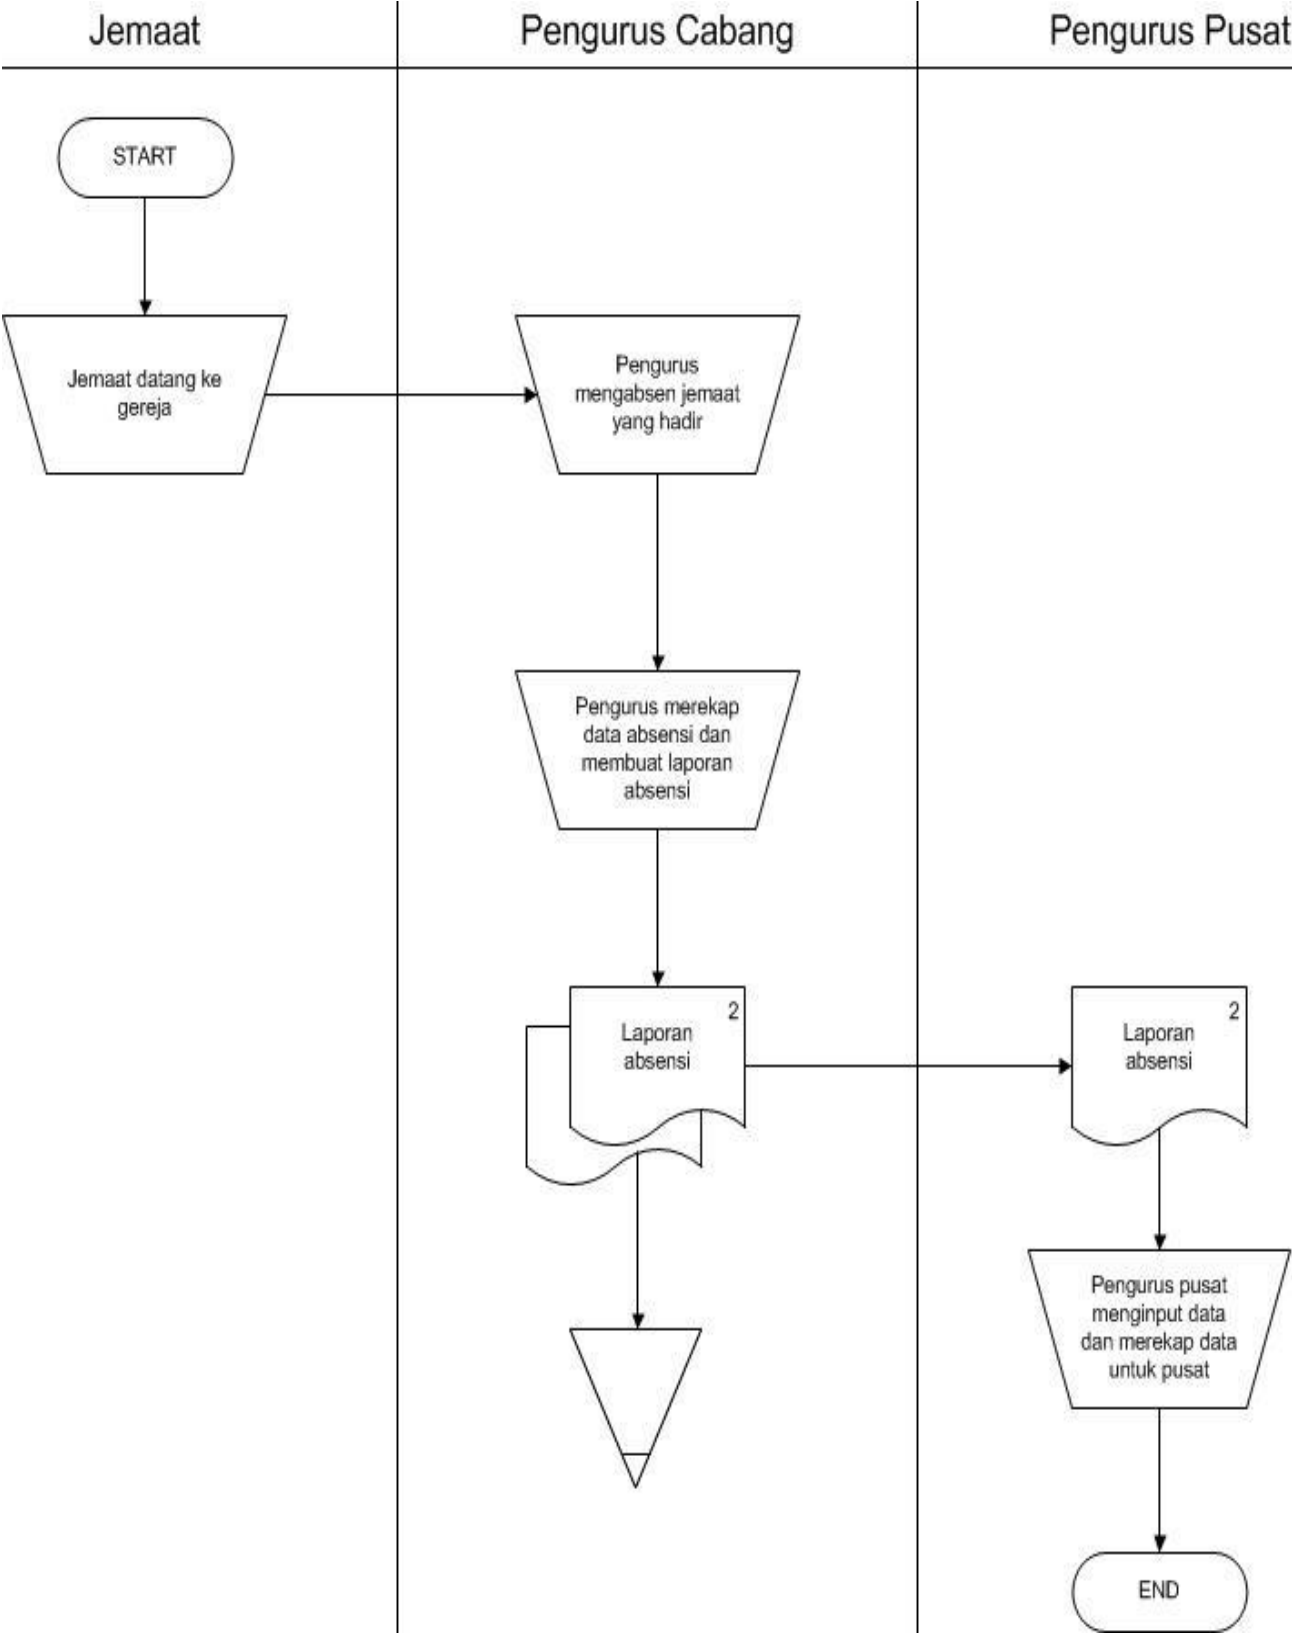 Jemaat
Pengurus Cabang
Pengurus Pusat
START
Jemaat datang ke
gereja
Pengurus
mengabsen jemaat
yang hadir
Pengurus merekap
data absensi dan
membuat laporan
absensi
2
Laporan
absensi
2
Laporan
absensi
Pengurus pusat
menginput data
dan merekap data
untuk pusat
END